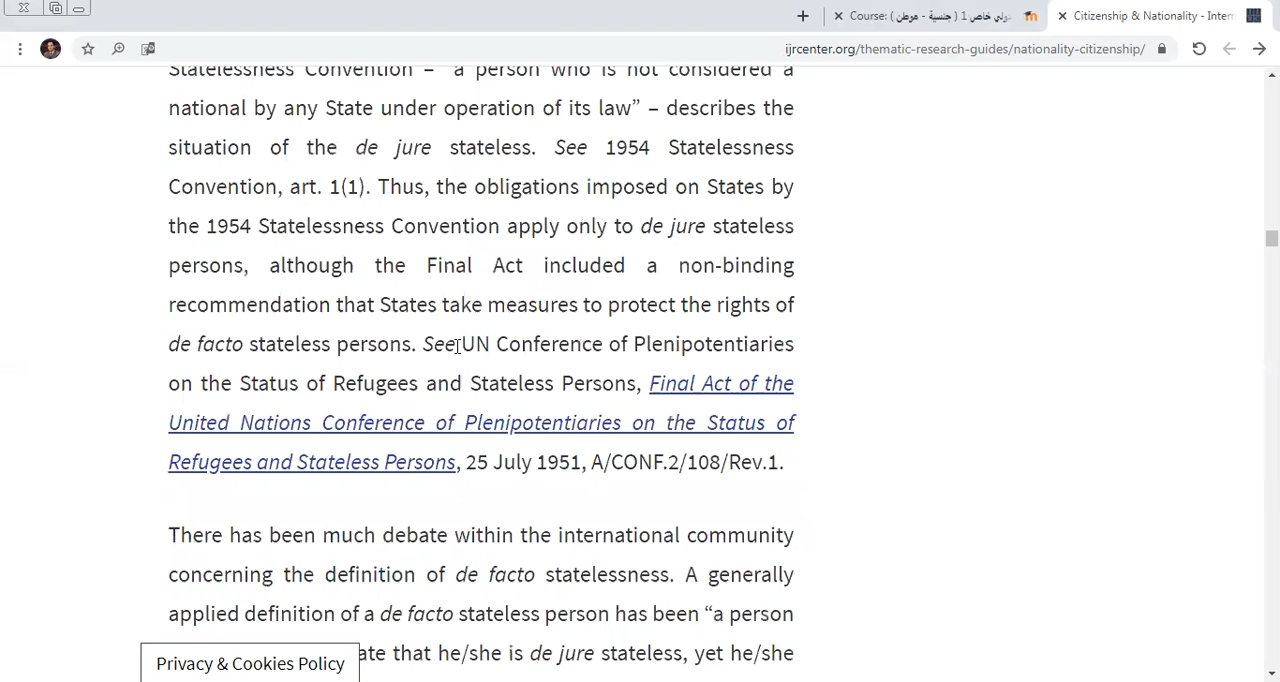 Course: ( جنسية - موطن ) 1 دولي خاص
Citizenship & Nationality - Intern
ijrcenter.org/thematic-research-guides/nationality-citizenship/
Statelessness Convention – “a person who is not considered a
national by any State under operation of its law” – describes the
situation of the de jure stateless. See 1954 Statelessness
Convention, art. 1(1). Thus, the obligations imposed on States by
the 1954 Statelessness Convention apply only to de jure stateless
persons, although the Final Act included a non-binding
recommendation that States take measures to protect the rights of
de facto stateless persons. See UN Conference of Plenipotentiaries
on the Status of Refugees and Stateless Persons, Final Act of the
United Nations Conference of Plenipotentiaries on the Status of
Refugees and Stateless Persons, 25 July 1951, A/CONF.2/108/Rev.1.
There has been much debate within the international community
concerning the definition of de facto statelessness. A generally
applied definition of a de facto stateless person has been “a person
ate that he/she is de jure stateless, yet he/she
Privacy & Cookies Policy